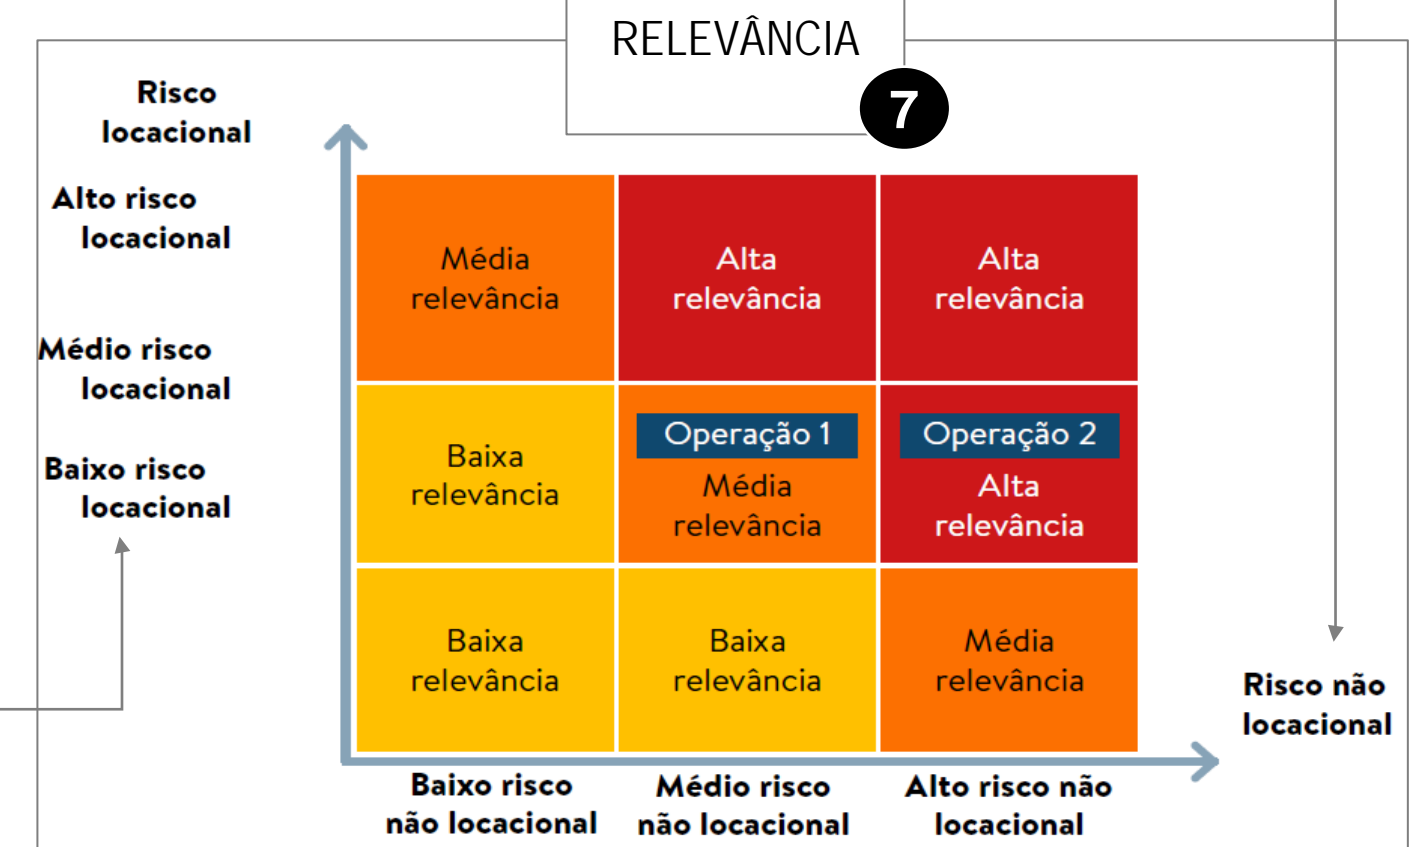 RELEVÂNCIA
7
Risco
locacional
Alto risco
locacional
Médio risco
locacional
Baixo risco
locacional
Média
relevância
Alta
relevância
Alta
relevância
Baixa
relevância
Operação 1
Média
relevância
Operação 2
Alta
relevância
Baixa
relevância
Baixa
relevância
Média
relevância
Risco não
locacional
Baixo risco
não locacional
Médio risco
não locacional
Alto risco não
locacional